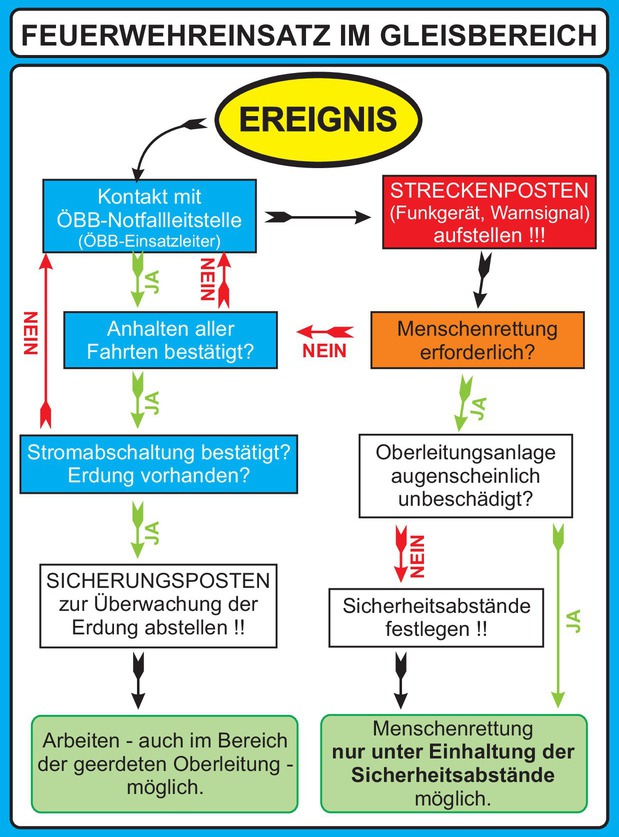 FEUERWEHREINSATZ IM GLEISBEREICH
EREIGNIS
Kontakt mit
ÖBB-Notfallleitstelle
(ÖBB-Einsatzleiter)
STRECKENPOSTEN
(Funkgerät, Warnsignal)
aufstellen !!!
JA
NEIN
NEIN
Anhalten aller
Fahrten bestätigt?
NEIN
Menschenrettung
erforderlich?
JA
JA
Stromabschaltung bestätigt?
Erdung vorhanden?
Oberleitungsanlage
augenscheinlich
unbeschädigt?
JA
NEIN
JA
SICHERUNGSPOSTEN
zur Überwachung der
Erdung abstellen !!
Sicherheitsabstände
festlegen !!
Arbeiten - auch im Bereich
der geerdeten Oberleitung -
möglich.
Menschenrettung
nur unter Einhaltung der
Sicherheitsabstände
möglich.